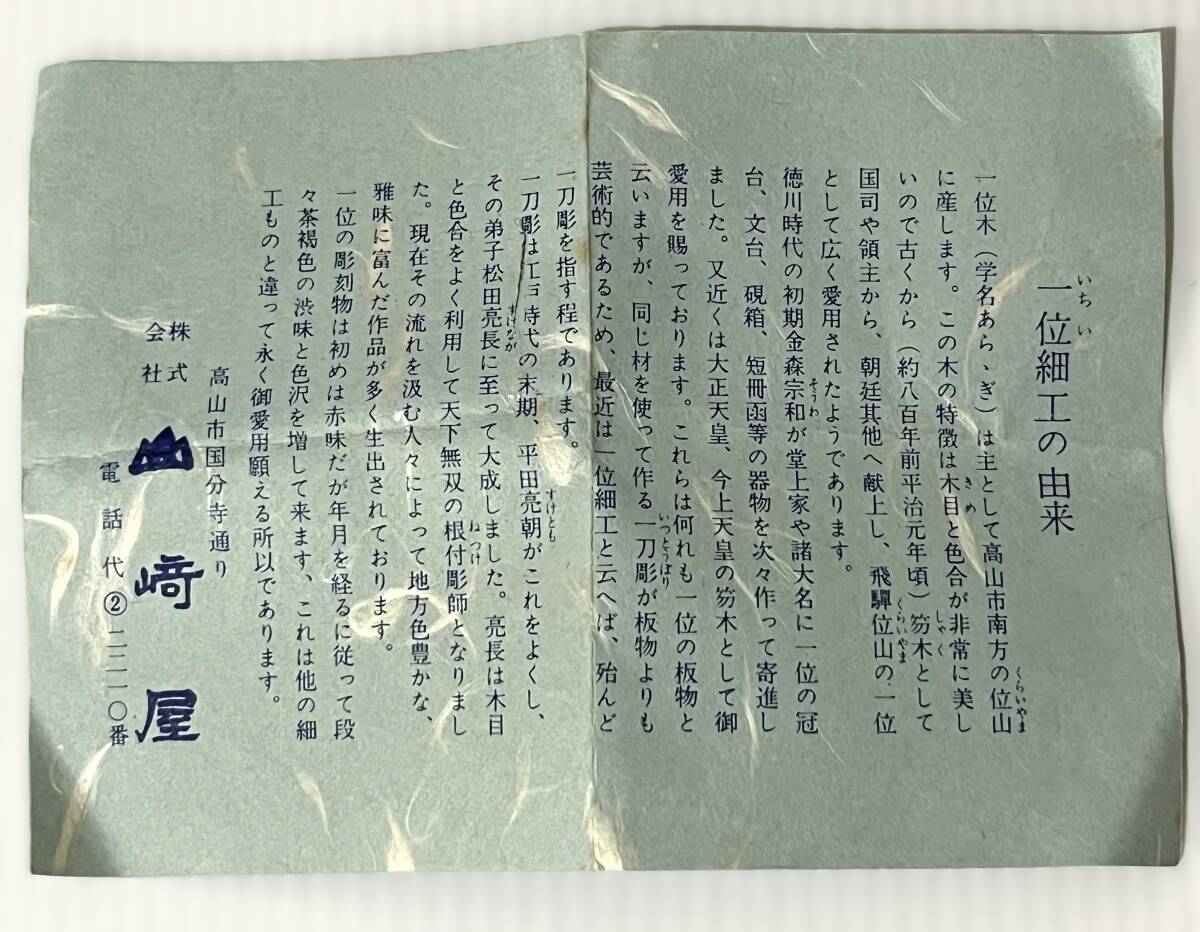 一位細工の由来
一位木（学名あらゝぎ）は主として高山市南方の位山
に産します。この木の特徴は木目と色合が非常に美し
いので古くから（約八百年前平治元年頃）笏木として
国司や領主から、朝廷其他へ献上し、飛驒位山の一位
として広く愛用されたようであります。
徳川時代の初期金森宗和が堂上家や諸大名に一位の冠
台、文台、硯箱、短冊函等の器物を次々作って寄進し
ました。又近くは大正天皇、今上天皇の笏木として御
愛用を賜っております。これらは何れも一位の板物と
云いますが、同じ材を使って作る一刀彫が板物よりも
芸術的であるため、最近は一位細工と云へば、殆んど
一刀彫を指す程であります。
一刀彫は江戸時代の末期、平田亮朝がこれをよくし、
その弟子松田亮長に至って大成しました。亮長は木目
と色合をよく利用して天下無双の根付彫師となりまし
た。現在その流れを汲む人々によって地方色豊かな、
雅味に富んだ作品が多く生出されております。
一位の彫刻物は初めは赤味だが年月を経るに従って段
々茶褐色の渋味と色沢を増して来ます、これは他の細
工ものと違って永く御愛用願える所以であります。
高山市国分寺通り
株式会社 山﨑屋
電話代②二二一〇番